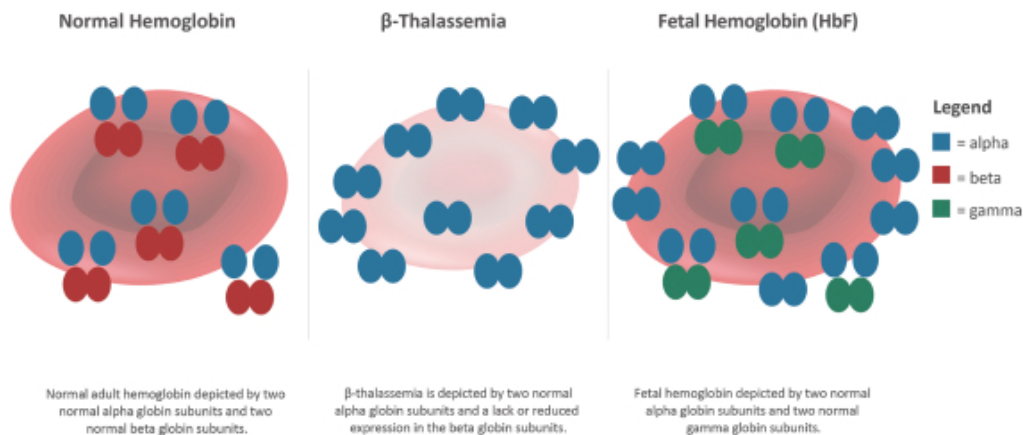 Normal Hemoglobin
β-Thalassemia
Fetal Hemoglobin (HbF)
Legend
= alpha
= beta
= gamma
Normal adult hemoglobin depicted by two
normal alpha globin subunits and two
normal beta globin subunits.
β-thalassemia is depicted by two normal
alpha globin subunits and a lack or reduced
expression in the beta globin subunits.
Fetal hemoglobin depicted by two normal
alpha globin subunits and two normal
gamma globin subunits.